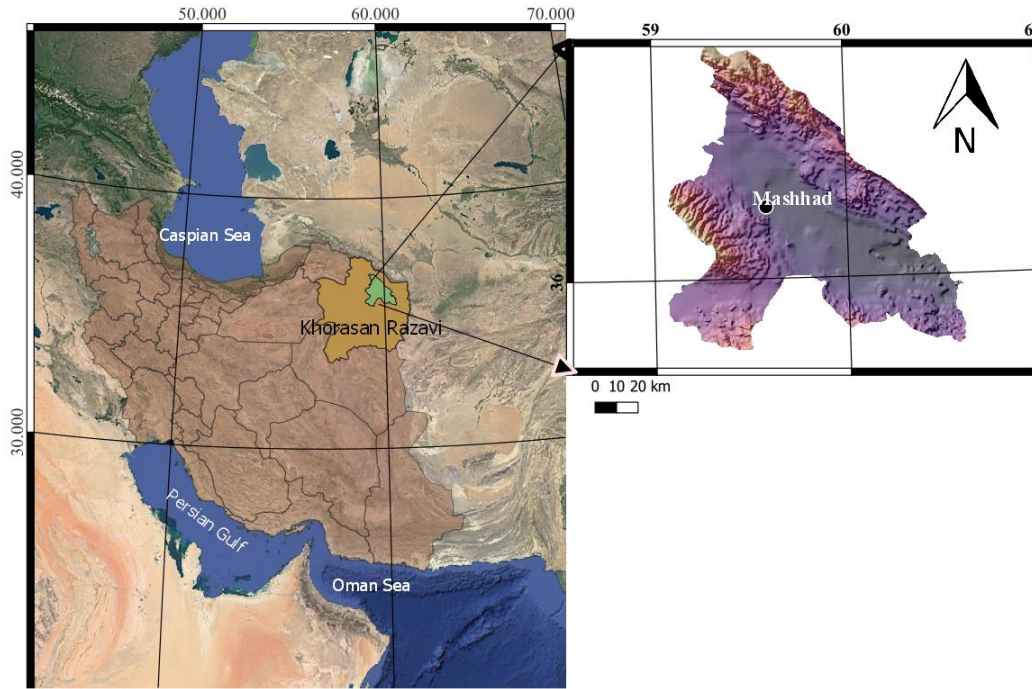 50.000 60.000 70.000
59 60 6
40.000
30.000
Caspian Sea
Khorasan Razavi
Persian Gulf
Oman Sea
36
Mashhad
N
0 10 20 km